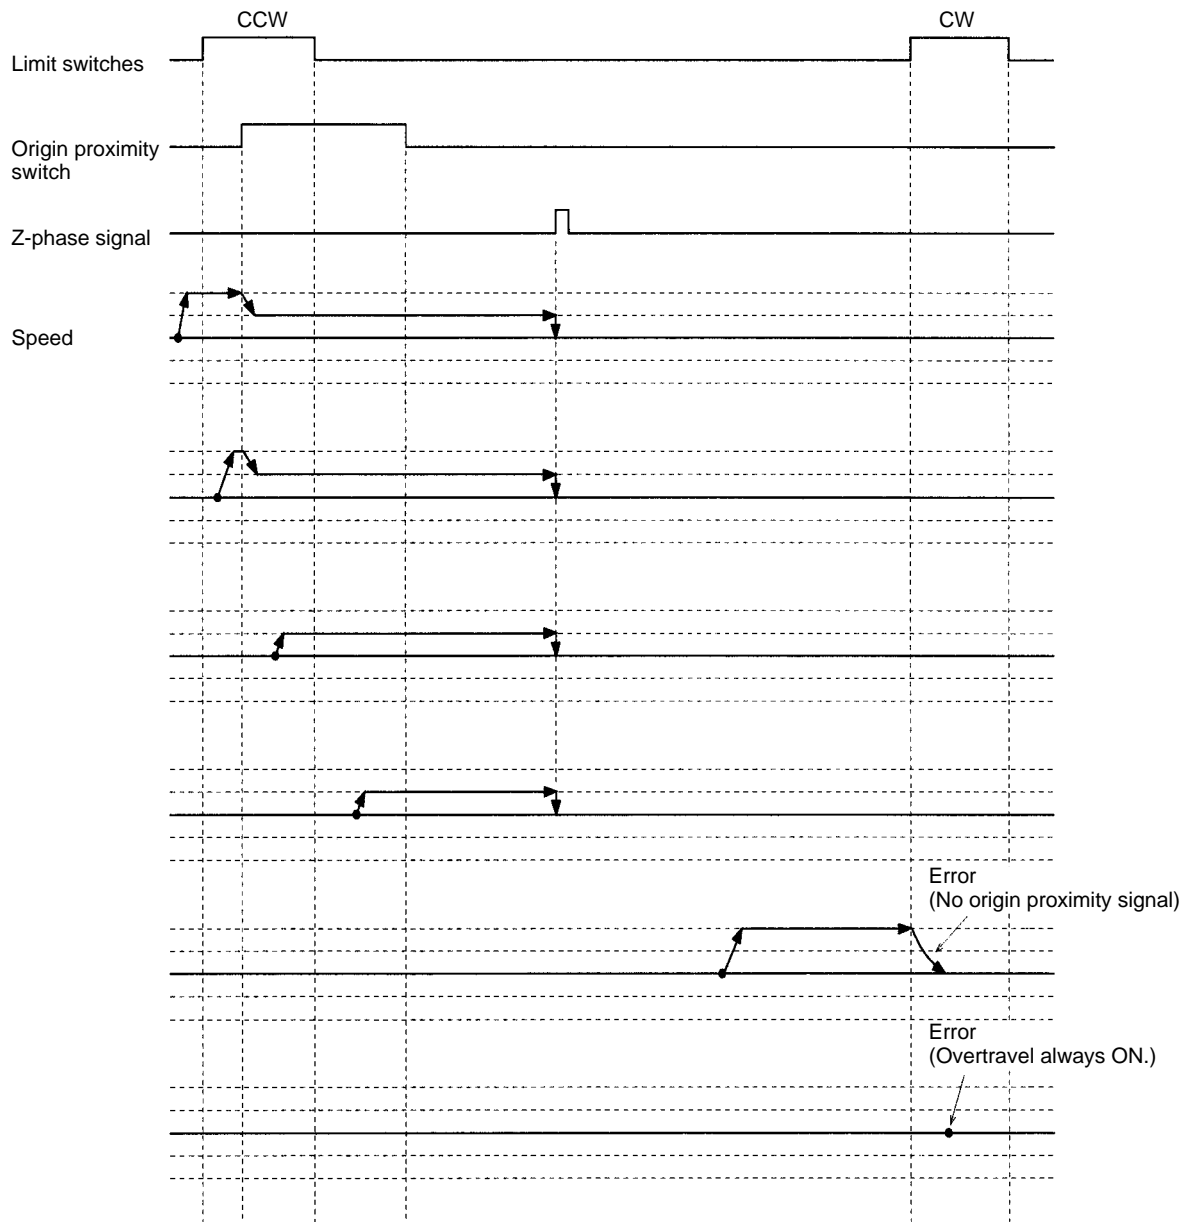 CCW
CW
Limit switches
Origin proximity
switch
Z-phase signal
Speed
Error
(No origin proximity signal)
Error
(Overtravel always ON.)